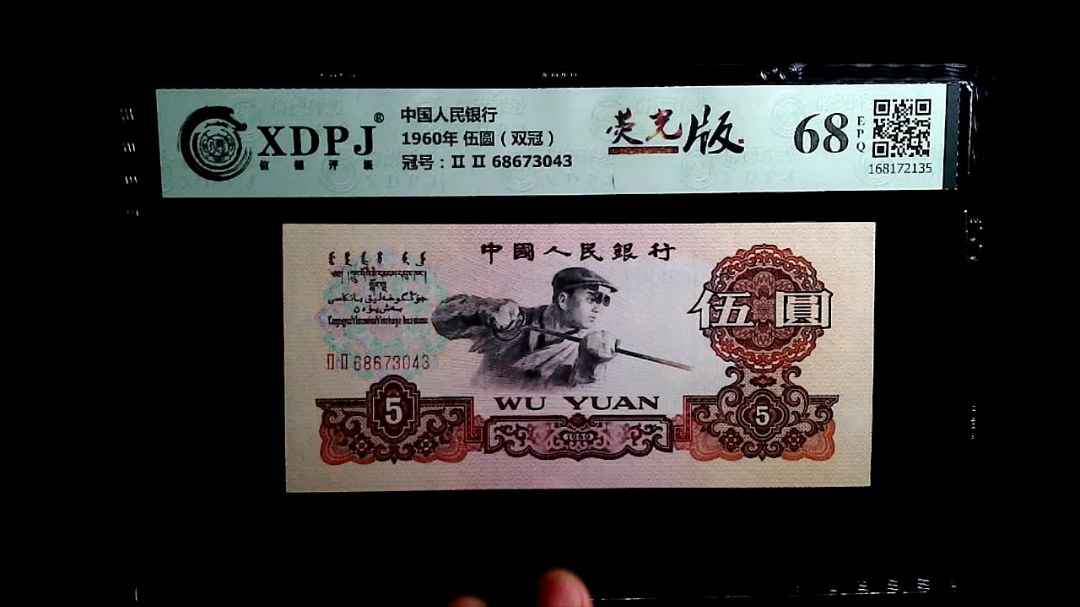 XDPJ®
信德评级
中国人民银行
1960年 伍圆（双冠）
冠号：II II 68673043
荧光版
68 EPQ
168172135
中國人民銀行
伍圓
II II 68673043
5
WU YUAN
1960
5